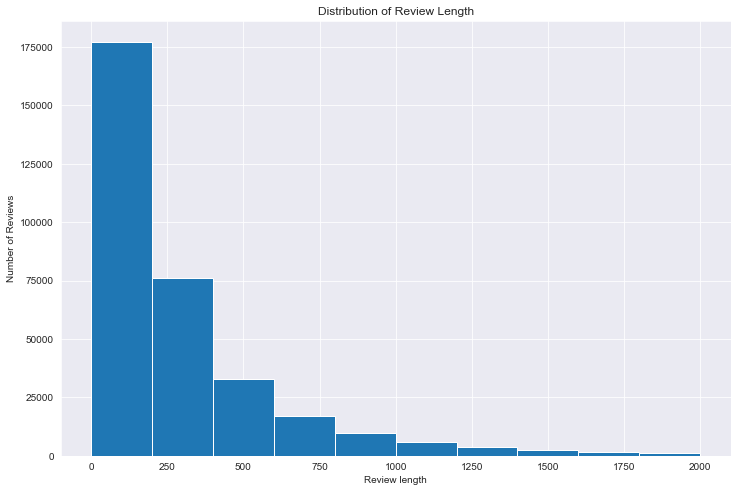 Distribution of Review Length
175000
150000
125000
100000
75000
50000
25000
0
Number of Reviews
0 250 500 750 1000 1250 1500 1750 2000
Review length